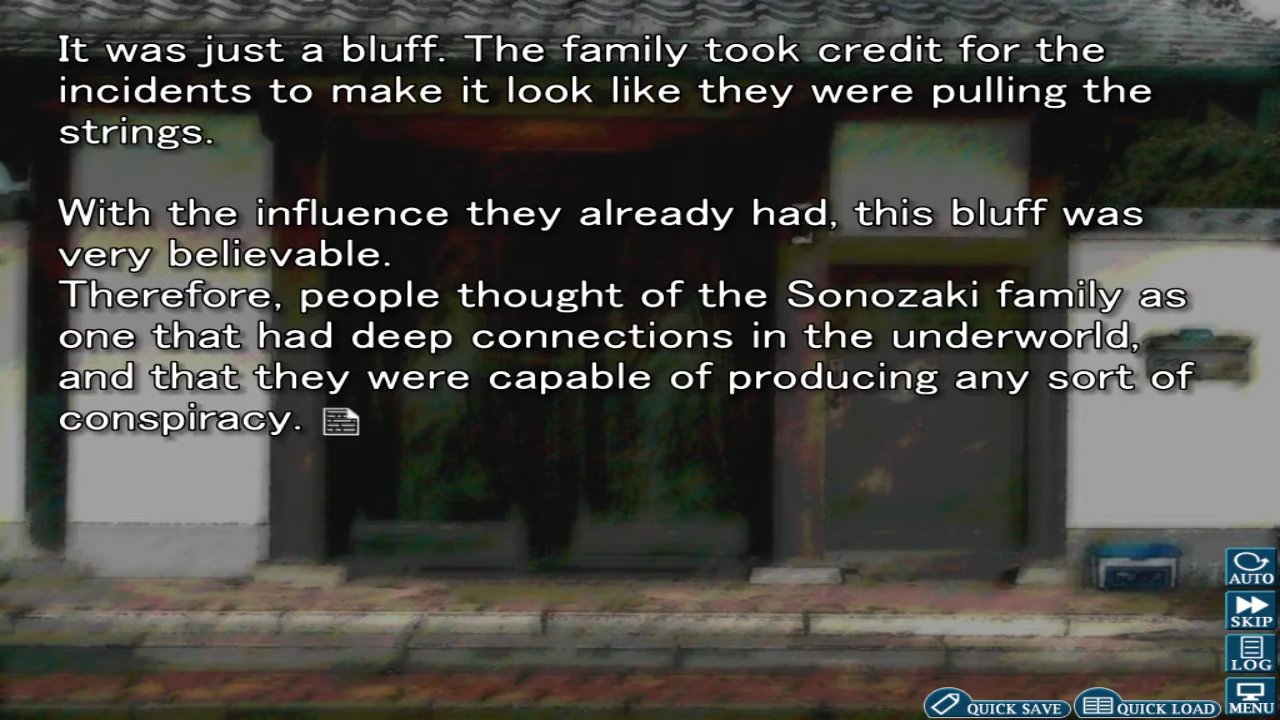 It was just a bluff. The family took credit for the
incidents to make it look like they were pulling the
strings.
With the influence they already had, this bluff was
very believable.
Therefore, people thought of the Sonozaki family as
one that had deep connections in the underworld,
and that they were capable of producing any sort of
conspiracy.
AUTO
SKIP
LOG
MENU
QUICK SAVE
QUICK LOAD